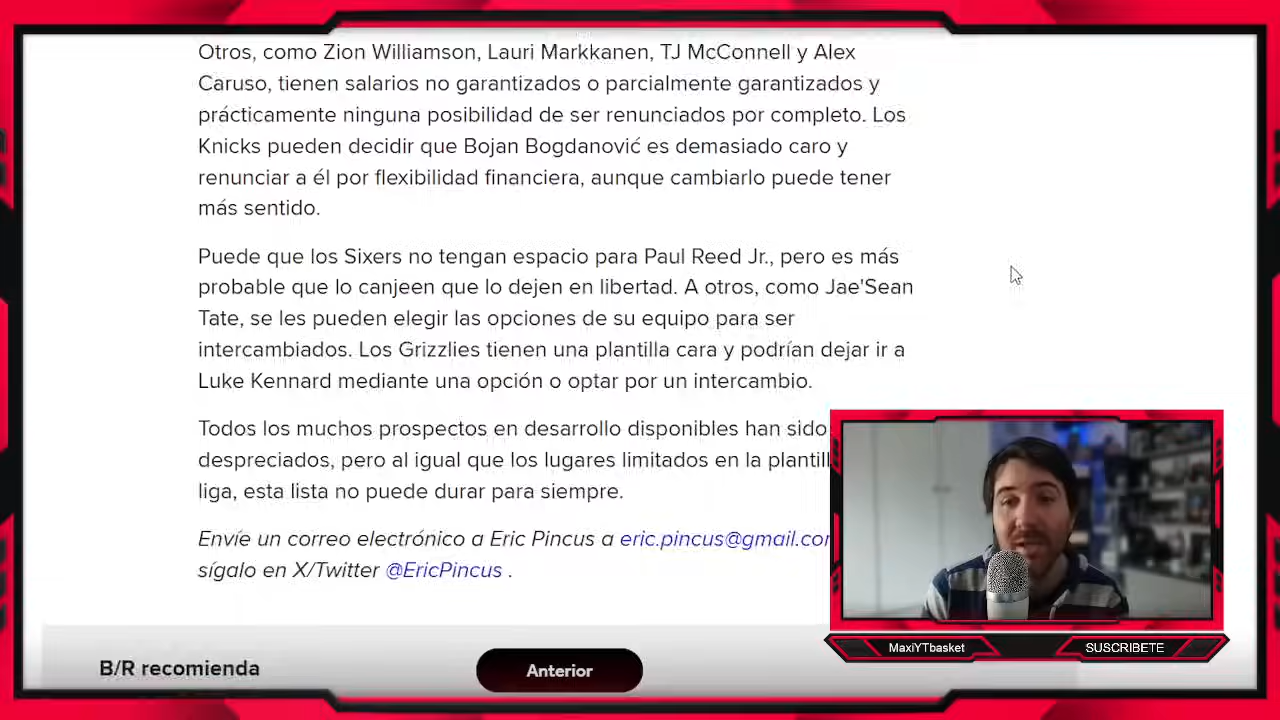 Otros, como Zion Williamson, Lauri Markkanen, TJ McConnell y Alex
Caruso, tienen salarios no garantizados o parcialmente garantizados y
prácticamente ninguna posibilidad de ser renunciados por completo. Los
Knicks pueden decidir que Bojan Bogdanović es demasiado caro y
renunciar a él por flexibilidad financiera, aunque cambiarlo puede tener
más sentido.
Puede que los Sixers no tengan espacio para Paul Reed Jr., pero es más
probable que lo canjeen que lo dejen en libertad. A otros, como Jae'Sean
Tate, se les pueden elegir las opciones de su equipo para ser
intercambiados. Los Grizzlies tienen una plantilla cara y podrían dejar ir a
Luke Kennard mediante una opción o optar por un intercambio.
Todos los muchos prospectos en desarrollo disponibles han sido
despreciados, pero al igual que los lugares limitados en la
liga, esta lista no puede durar para siempre.
Envíe un correo electrónico a Eric Pincus a
sígalo en X/Twitter @EricPincus .
B/R recomienda
Anterior
MaxiYTbasket
SUSCRIBETE